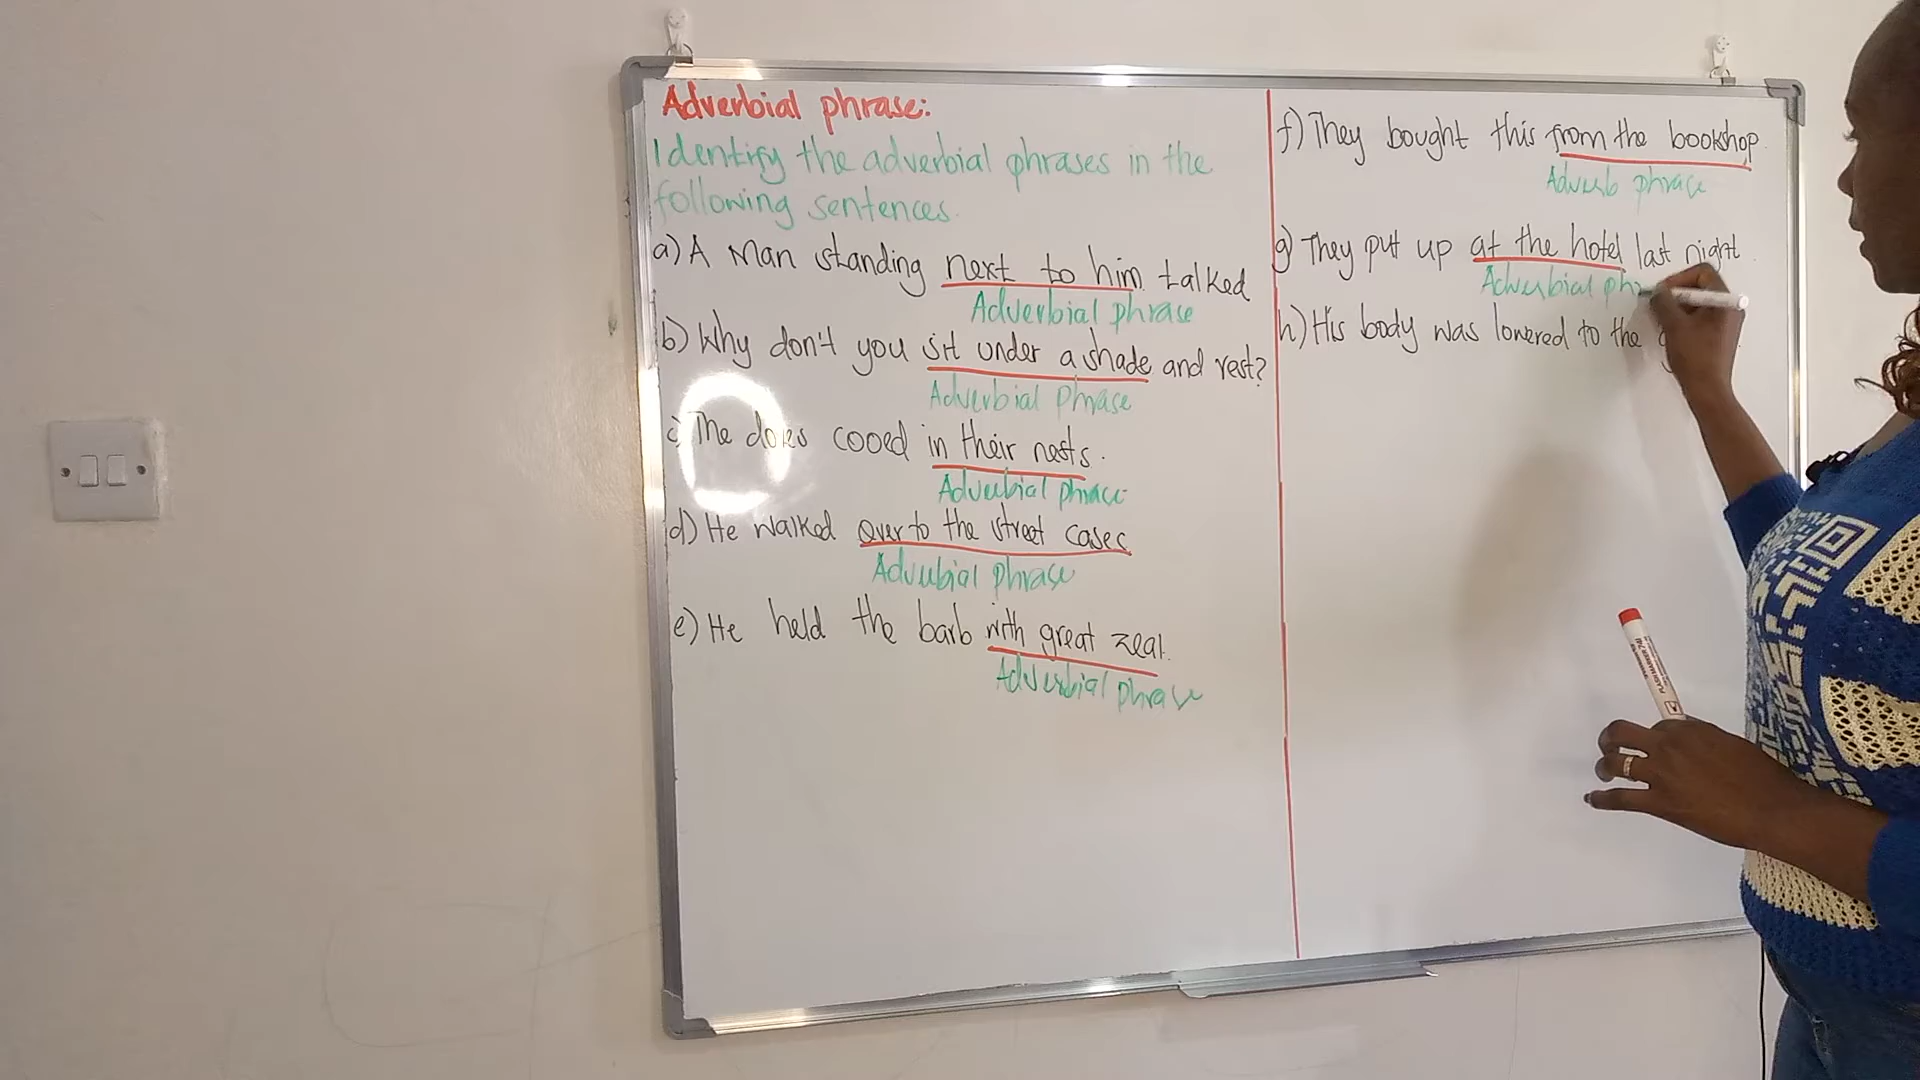 Adverbial phrase:
Identify the adverbial phrases in the
following sentences.
a) A Man standing next to him talked
Adverbial phrase
b) Why don't you sit under a shade and rest?
Adverbial Phrase
c) The doves cooed in their nests.
Adverbial phrase
d) He walked over to the street cases
Adverbial phrase
e) He held the barb with great zeal.
Adverbial phrase
f) They bought this from the bookshop.
Adverb phrase
g) They put up at the hotel last night.
Adverbial phr
h) His body was lowered to the